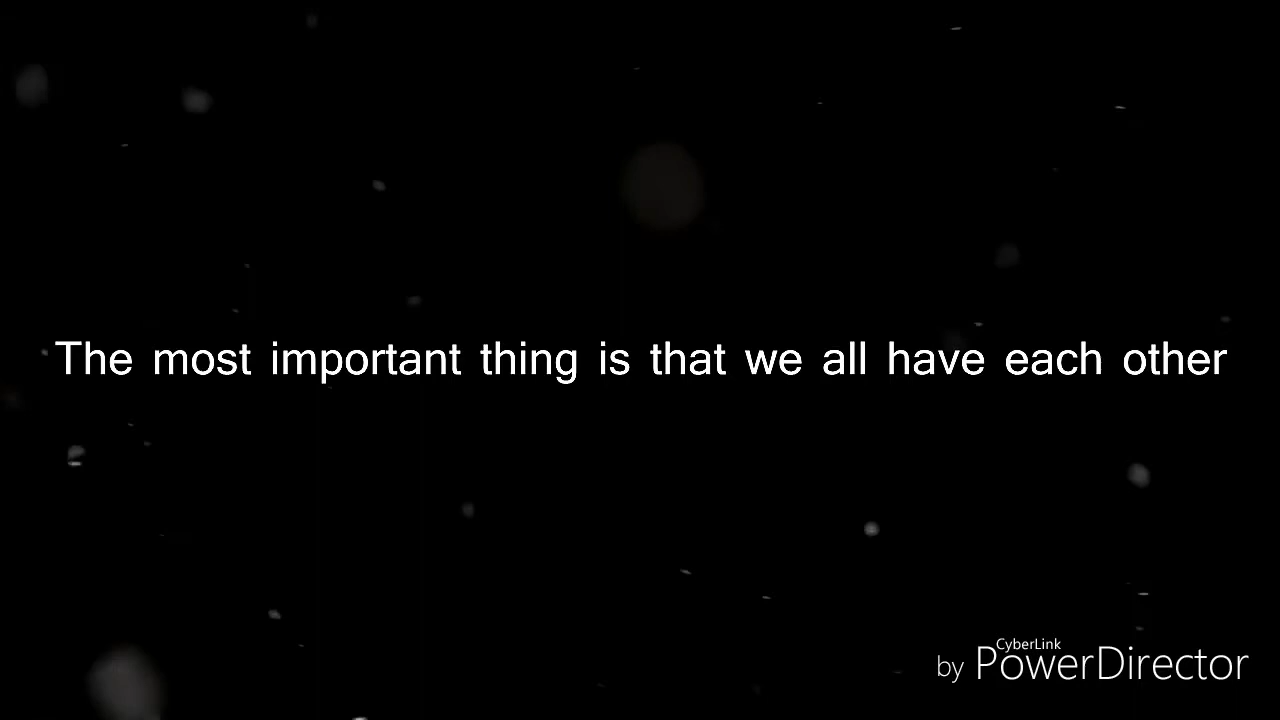 The most important thing is that we all have each other
CyberLink
by PowerDirector